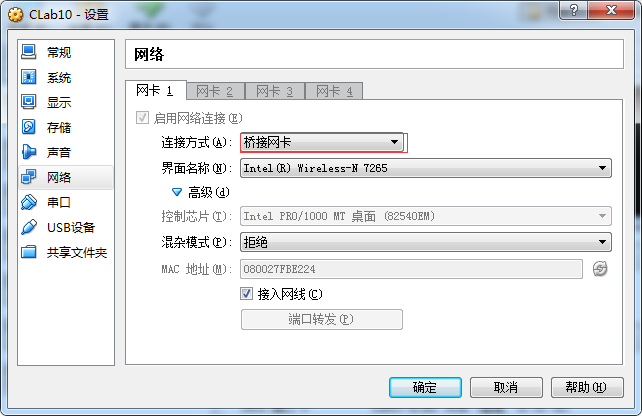 CLab10 - 设置
常规
系统
显示
存储
声音
网络
串口
USB设备
共享文件夹
网络
网卡 1 网卡 2 网卡 3 网卡 4
启用网络连接(E)
连接方式(A): 桥接网卡
界面名称(N): Intel(R) Wireless-N 7265
高级(d)
控制芯片(T): Intel PRO/1000 MT 桌面 (82540EM)
混杂模式(P): 拒绝
MAC 地址(M): 080027FBE224
接入网线(C)
端口转发(P)
确定 取消 帮助(H)